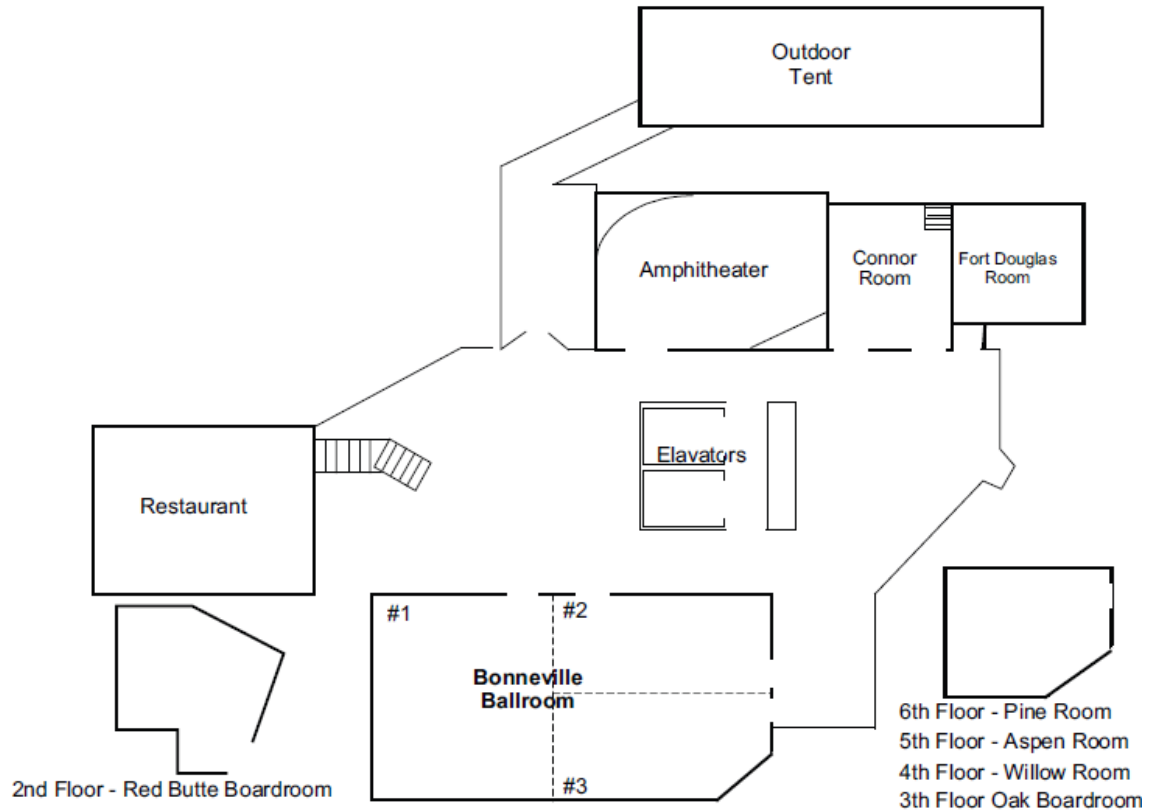 Outdoor
Tent
Amphitheater
Connor
Room
Fort Douglas
Room
Elavators
Restaurant
#1
#2
Bonneville
Ballroom
#3
2nd Floor - Red Butte Boardroom
6th Floor - Pine Room
5th Floor - Aspen Room
4th Floor - Willow Room
3th Floor Oak Boardroom